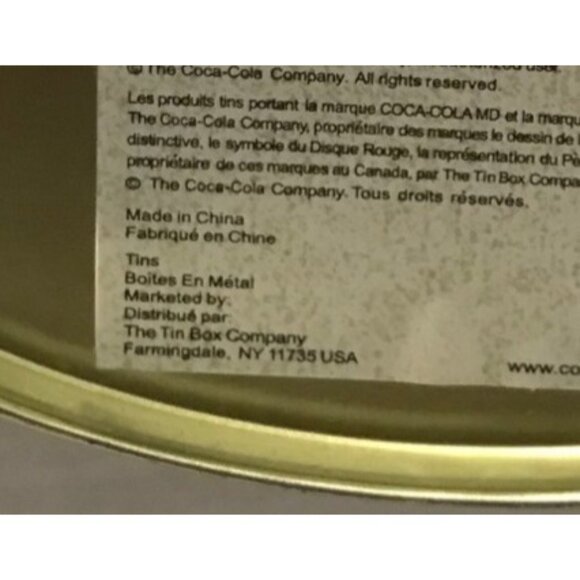 © The Coca-Cola Company. All rights reserved.
Les produits tins portant la marque COCA-COLA MD et la
The Coca-Cola Company, propriétaire des marques le dessin de
distinctive, le symbole du Disque Rouge, la représentation du
propriétaire de ces marques au Canada, par The Tin Box
© The Coca-Cola Company. Tous droits réservés.
Made in China
Fabriqué en Chine
Tins
Boîtes En Métal
Marketed by:
Distribué par:
The Tin Box Company
Farmingdale, NY 11735 USA
www.co